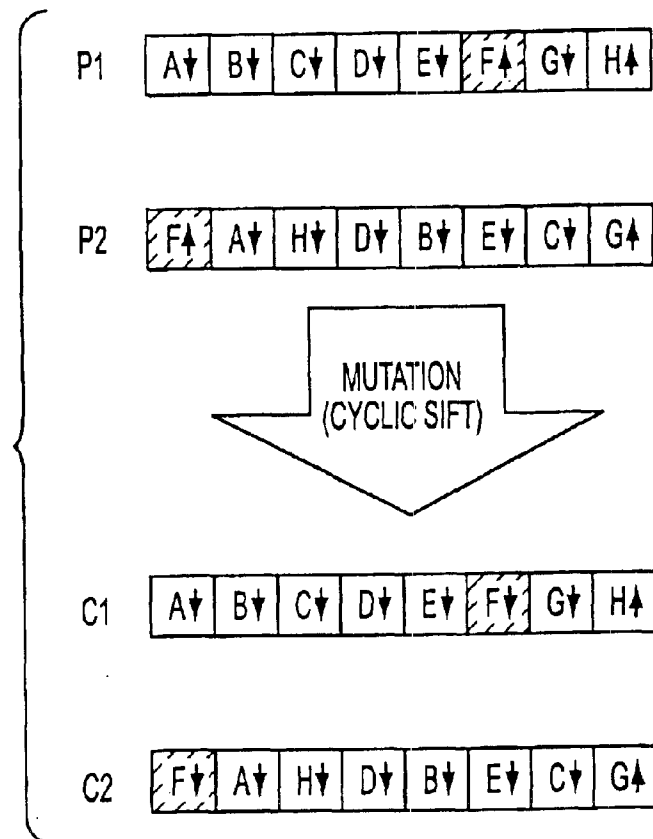 P1 A↓ B↓ C↓ D↓ E↓ F↑ G↓ H↑
P2 F↑ A↓ H↓ D↓ B↓ E↓ C↓ G↑
MUTATION
(CYCLIC SIFT)
C1 A↓ B↓ C↓ D↓ E↓ F↓ G↓ H↑
C2 F↓ A↓ H↓ D↓ B↓ E↓ C↓ G↑